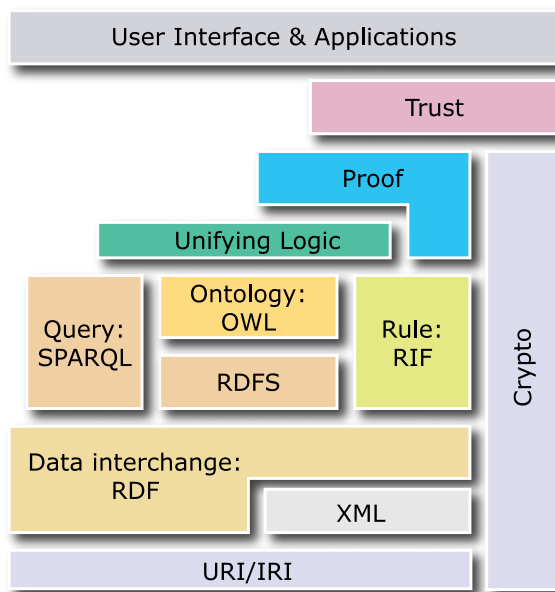 User Interface & Applications
Trust
Proof
Unifying Logic
Query:
SPARQL
Ontology:
OWL
RDFS
Rule:
RIF
Crypto
Data interchange:
RDF
XML
URI/IRI